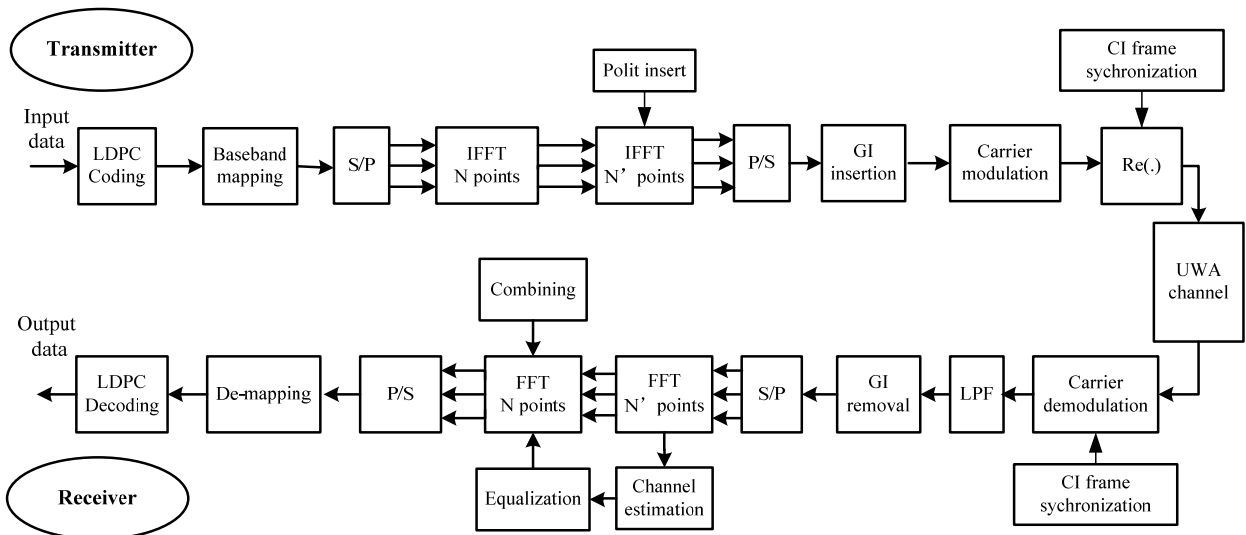 Transmitter
CI frame
sychronization
Polit insert
Input
data
LDPC
Coding
Baseband
mapping
S/P
IFFT
N points
IFFT
N’ points
P/S
GI
insertion
Carrier
modulation
Re(.)
UWA
channel
Combining
Output
data
LDPC
Decoding
De-mapping
P/S
FFT
N points
FFT
N’ points
S/P
GI
removal
LPF
Carrier
demodulation
Receiver
Equalization
Channel
estimation
CI frame
sychronization